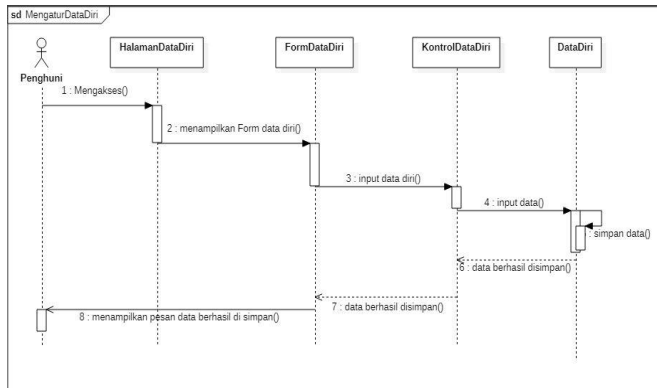 sd MengaturDataDiri
HalamanDataDiri
FormDataDiri
KontrolDataDiri
DataDiri
Penghuni
1 : Mengakses()
2 : menampilkan Form data diri()
3 : input data diri()
4 : input data()
: simpan data()
6 : data berhasil disimpan()
7 : data berhasil disimpan()
8 : menampilkan pesan data berhasil di simpan()